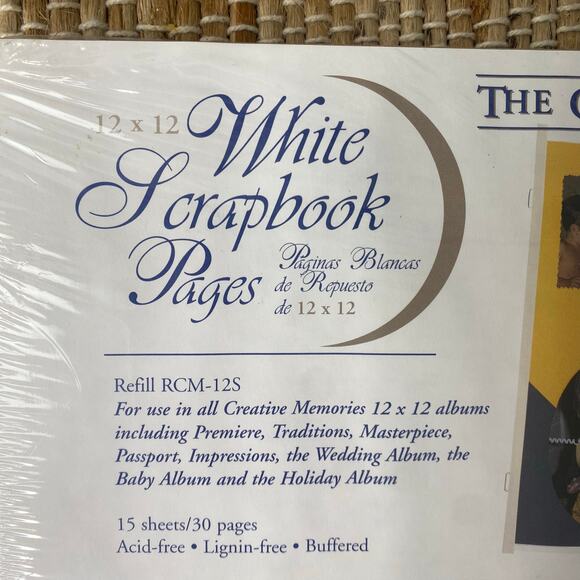 12 x 12 White
Scrapbook
Pages
Paginas Blancas
de Repuesto
de 12 x 12
THE
Refill RCM-12S
For use in all Creative Memories 12 x 12 albums
including Premiere, Traditions, Masterpiece,
Passport, Impressions, the Wedding Album, the
Baby Album and the Holiday Album
15 sheets/30 pages
Acid-free • Lignin-free • Buffered